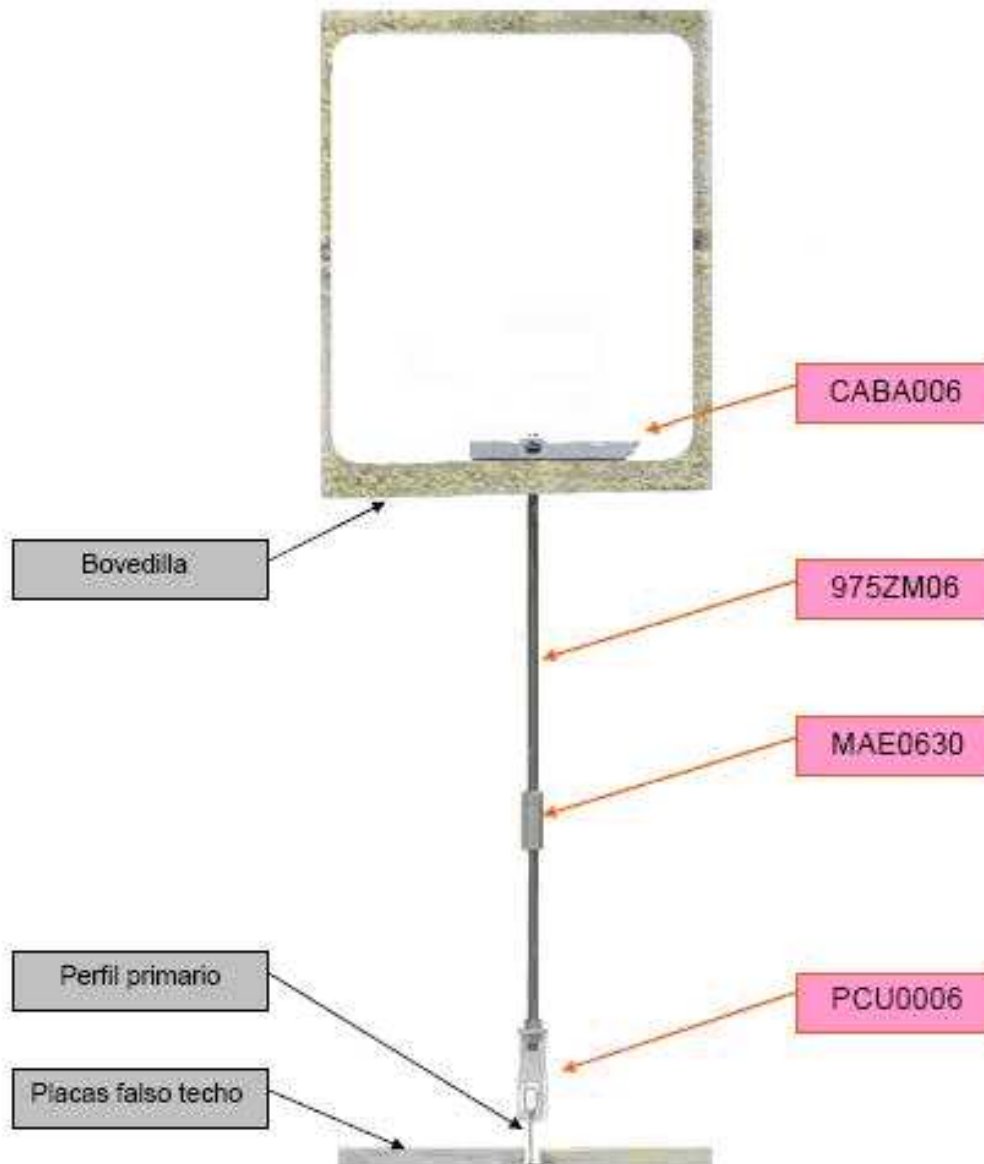 CABA006
Bovedilla
975ZM06
MAE0630
Perfil primario
PCU0006
Placas falso techo